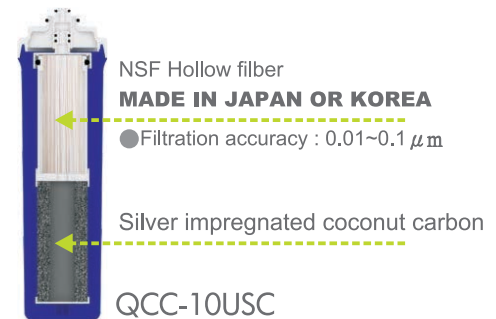 NSF Hollow filber
MADE IN JAPAN OR KOREA
●Filtration accuracy : 0.01~0.1μm
Silver impregnated coconut carbon
QCC-10USC